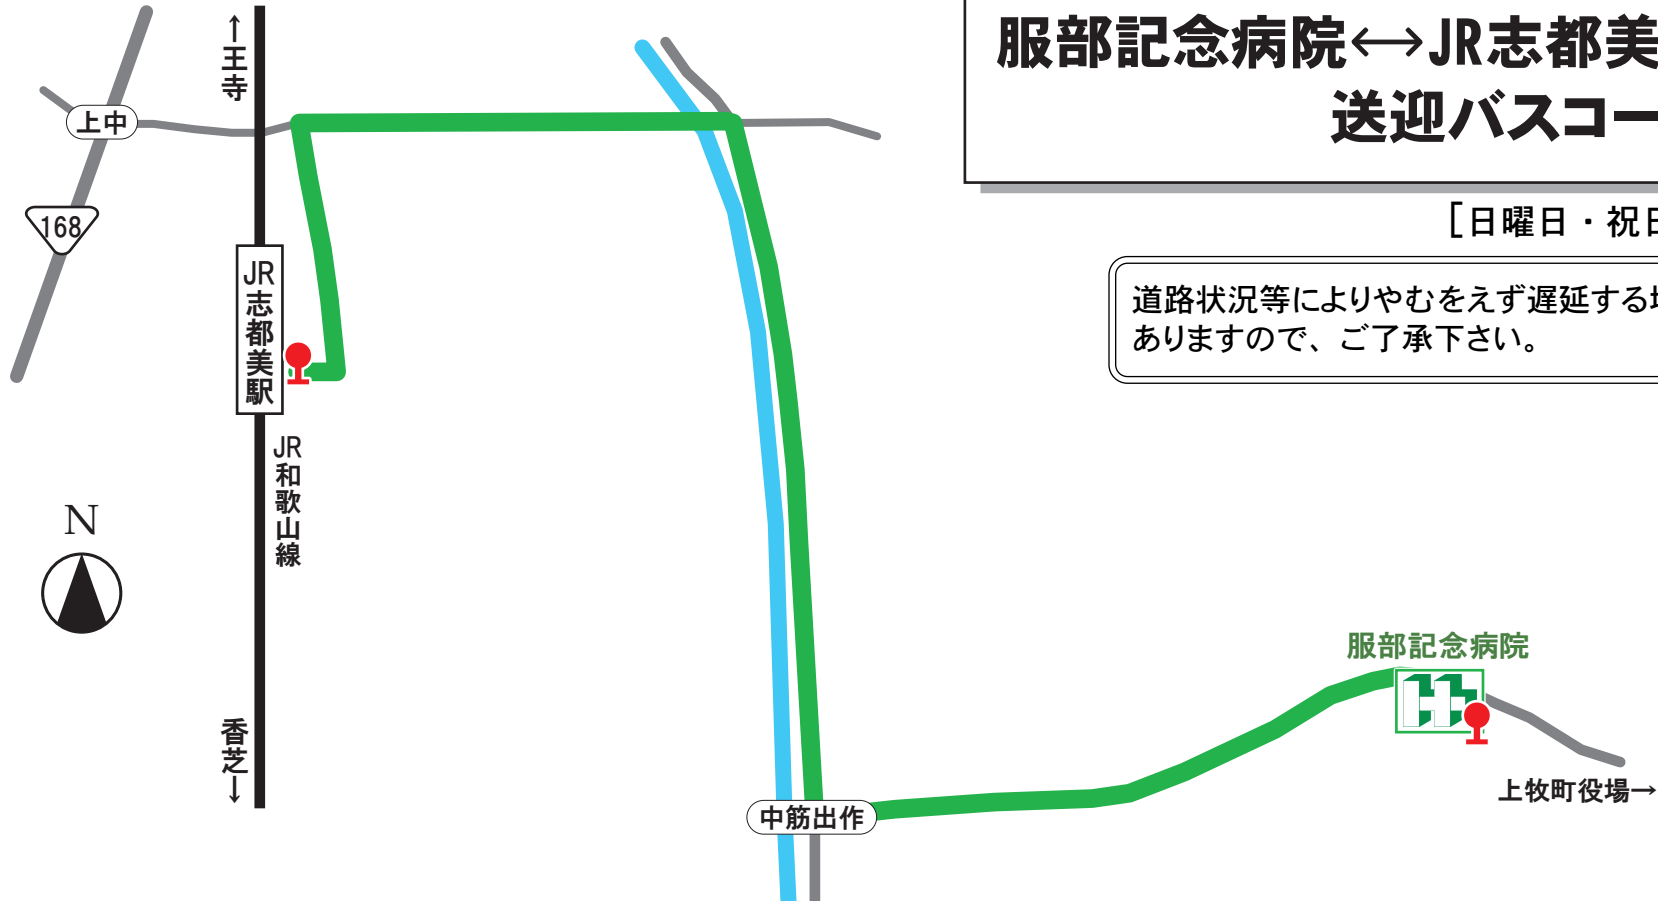 服部記念病院↔JR志都美
送迎バスコー
[日曜日・祝日
道路状況等によりやむをえず遅延する
ありますので、ご了承下さい。
↑王寺
上中
168
JR志都美駅
JR和歌山線
N
香芝↓
服部記念病院
上牧町役場→
中筋出作